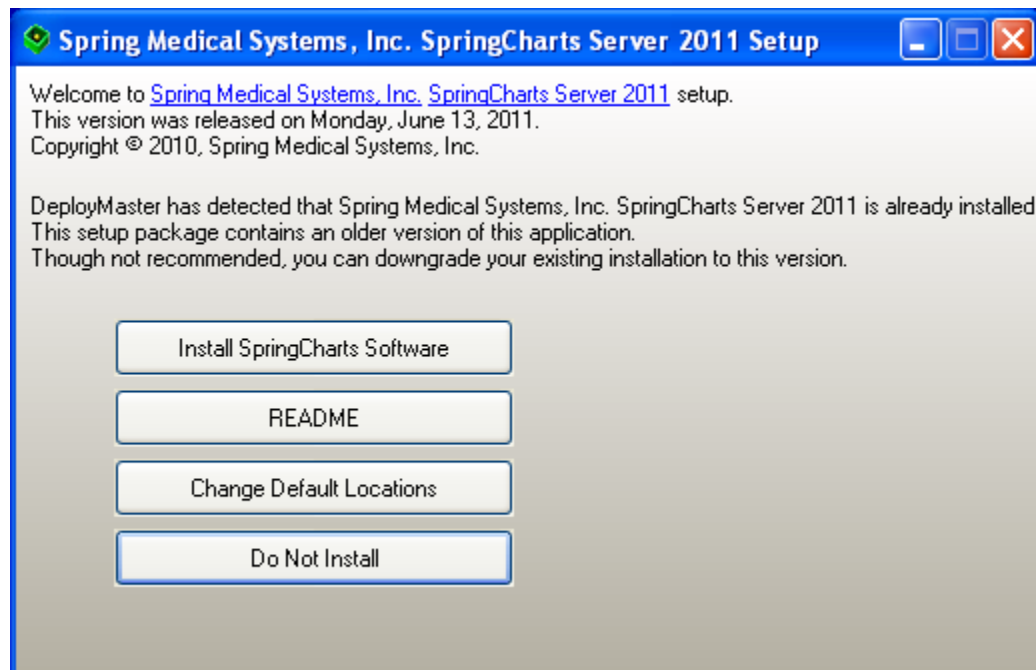 Spring Medical Systems, Inc. SpringCharts Server 2011 Setup
Welcome to Spring Medical Systems, Inc. SpringCharts Server 2011 setup.
This version was released on Monday, June 13, 2011.
Copyright © 2010, Spring Medical Systems, Inc.
DeployMaster has detected that Spring Medical Systems, Inc. SpringCharts Server 2011 is already installed
This setup package contains an older version of this application.
Though not recommended, you can downgrade your existing installation to this version.
Install SpringCharts Software
README
Change Default Locations
Do Not Install